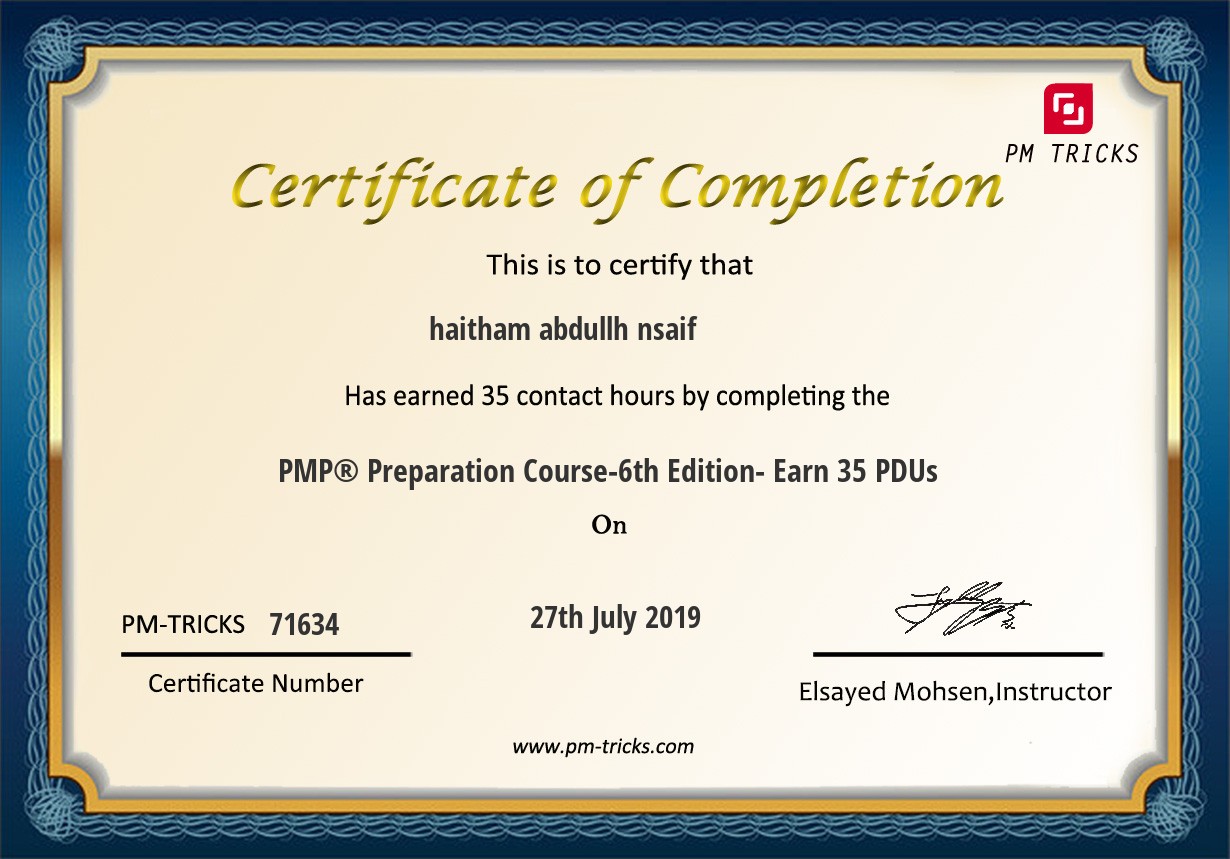 PM TRICKS
Certificate of Completion
This is to certify that
haitham abdullh nsaif
Has earned 35 contact hours by completing the
PMP® Preparation Course-6th Edition- Earn 35 PDUs
On
PM-TRICKS 71634
27th July 2019
Certificate Number
Elsayed Mohsen,Instructor
www.pm-tricks.com